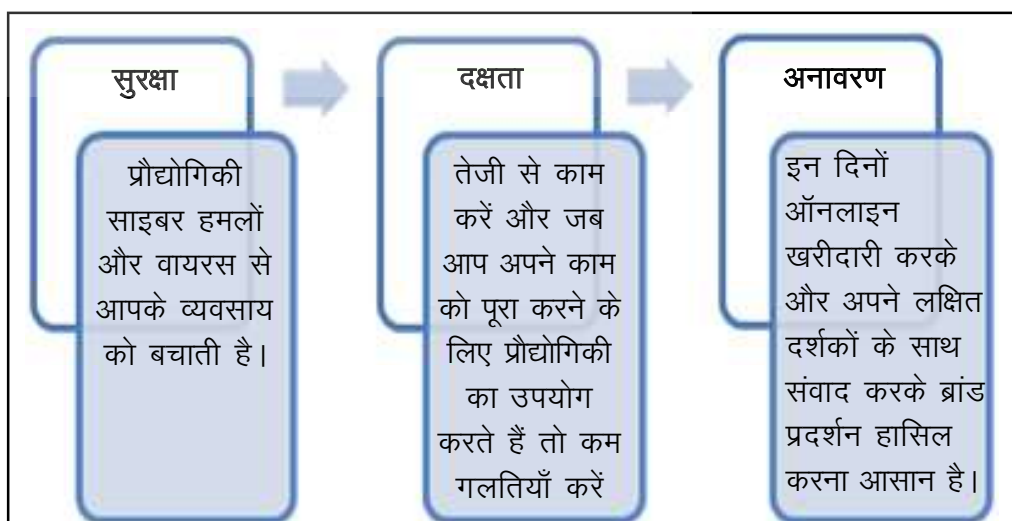 सुरक्षा
प्रौद्योगिकी
साइबर हमलों
और वायरस से
आपके व्यवसाय
को बचाती है।
दक्षता
तेजी से काम
करें और जब
आप अपने काम
को पूरा करने के
लिए प्रौद्योगिकी
का उपयोग
करते हैं तो कम
गलतियाँ करें
अनावरण
इन दिनों
ऑनलाइन
खरीदारी करके
और अपने लक्षित
दर्शकों के साथ
संवाद करके ब्रांड
प्रदर्शन हासिल
करना आसान है।